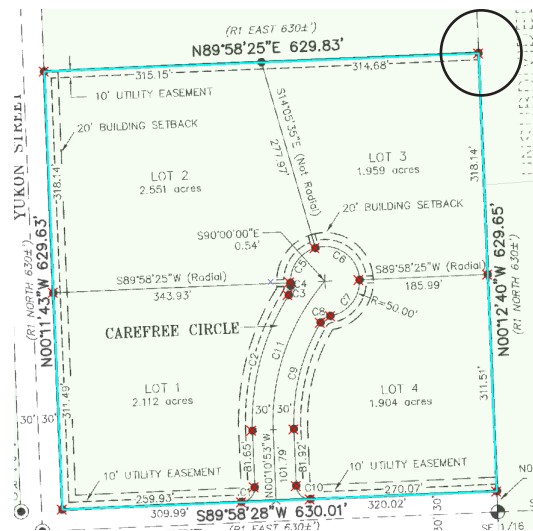 (R1 EAST 630±')
N89°58'25"E 629.83'
315.15'
314.68'
10' UTILITY EASEMENT
20' BUILDING SETBACK
YUKON STREET
S14°05'35"E (Not Radial)
277.97'
LOT 2
2.551 acres
LOT 3
1.959 acres
318.14'
318.14'
20' BUILDING SETBACK
S90°00'00"E
0.54'
C5
C6
C4
C3
S89°58'25"W (Radial)
343.93'
S89°58'25"W (Radial)
185.99'
C7
R=50.00'
C8
N00°11'43"W 629.63'
(R1 NORTH 630±')
N00°12'40"W 629.65'
(R1 NORTH 630±')
CAREFREE CIRCLE
C2
C11
C9
LOT 1
2.112 acres
LOT 4
1.904 acres
311.49'
311.51'
30'
30'
30'
30'
81.65'
N00°10'53"W
101.79'
81.92'
10' UTILITY EASEMENT
10' UTILITY EASEMENT
C10
259.93'
270.07'
309.99'
S89°58'28"W 630.01'
320.02'
(R1 EAST 630±')
30'
30'
NO
SE 1/16